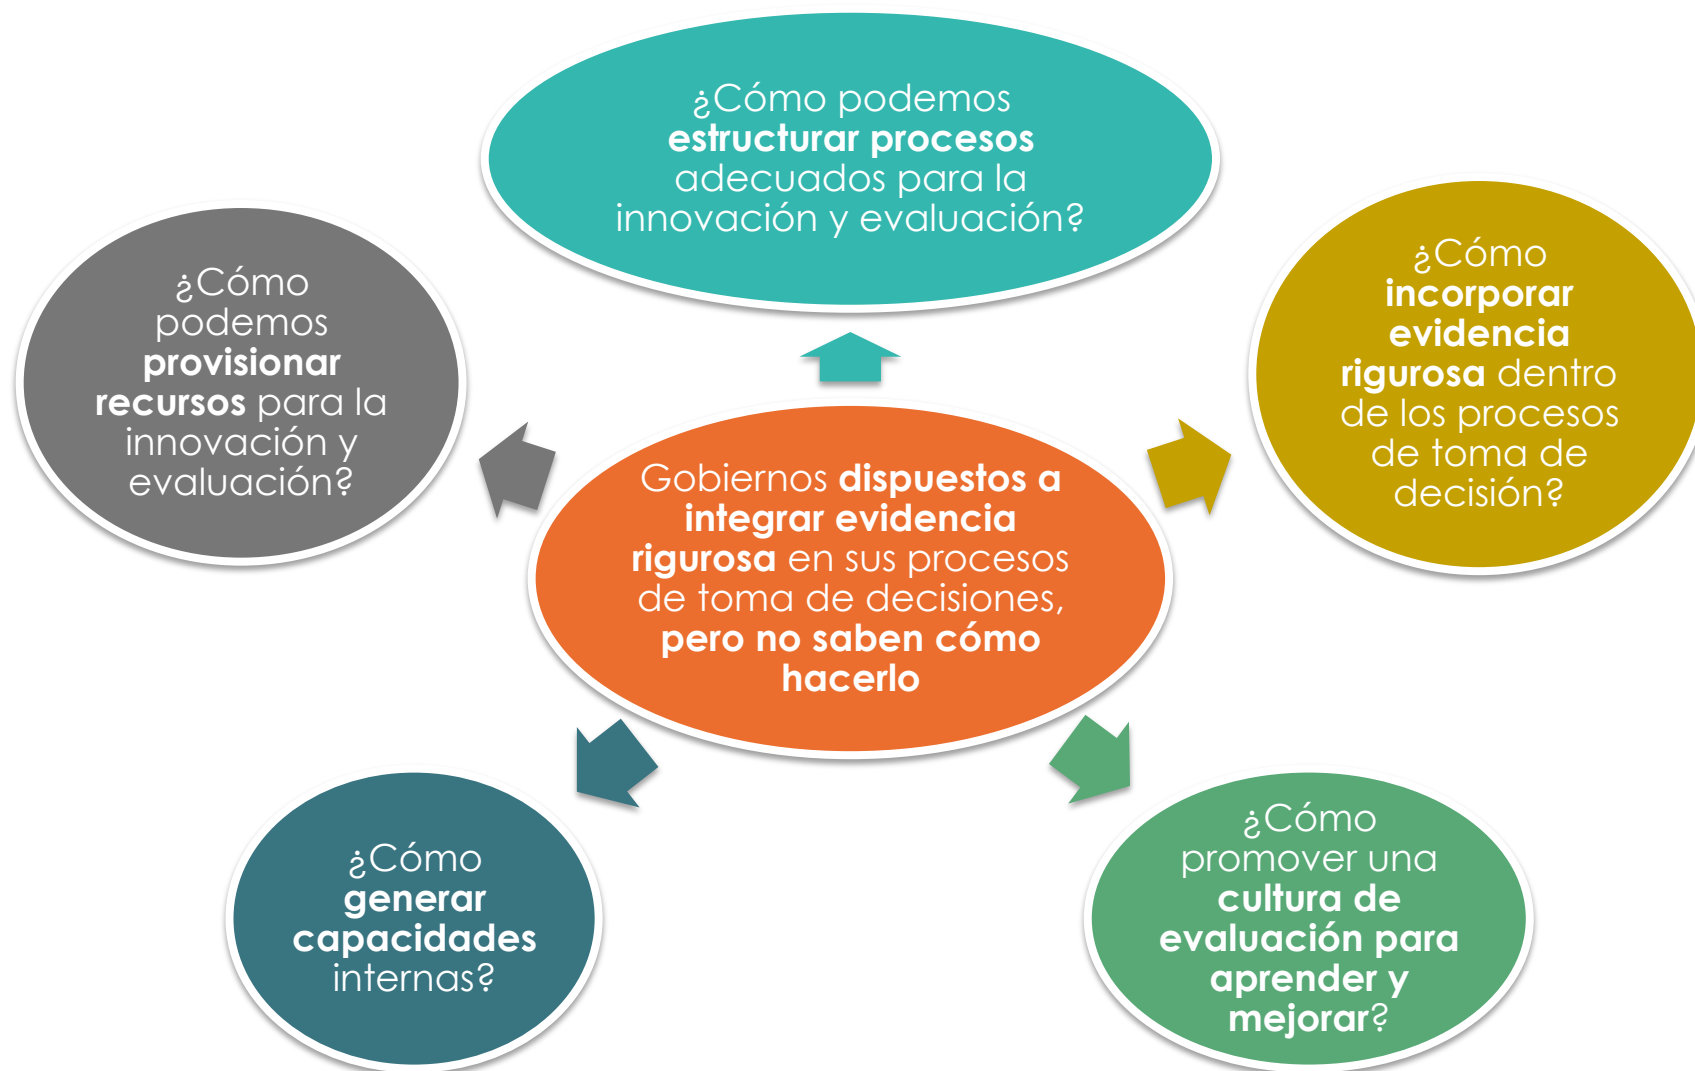 ¿Cómo podemos
estructurar procesos
adecuados para la
innovación y evaluación?
¿Cómo
incorporar
evidencia
rigurosa dentro
de los procesos
de toma de
decisión?
¿Cómo
podemos
provisionar
recursos para la
innovación y
evaluación?
Gobiernos dispuestos a
integrar evidencia
rigurosa en sus procesos
de toma de decisiones,
pero no saben cómo
hacerlo
¿Cómo
generar
capacidades
internas?
¿Cómo
promover una
cultura de
evaluación para
aprender y
mejorar?